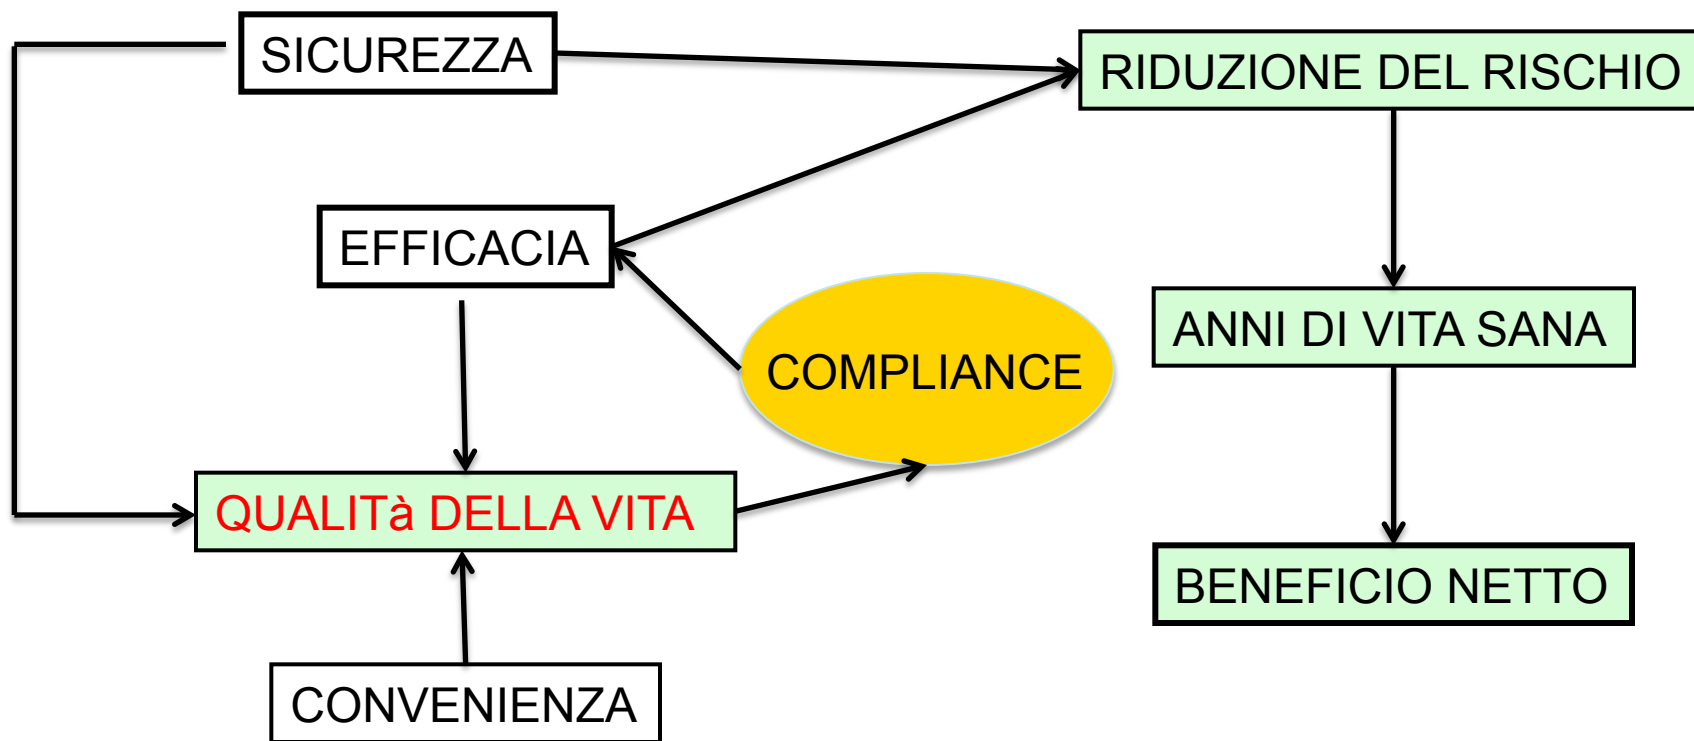 SICUREZZA
RIDUZIONE DEL RISCHIO
EFFICACIA
ANNI DI VITA SANA
COMPLIANCE
QUALITà DELLA VITA
BENEFICIO NETTO
CONVENIENZA